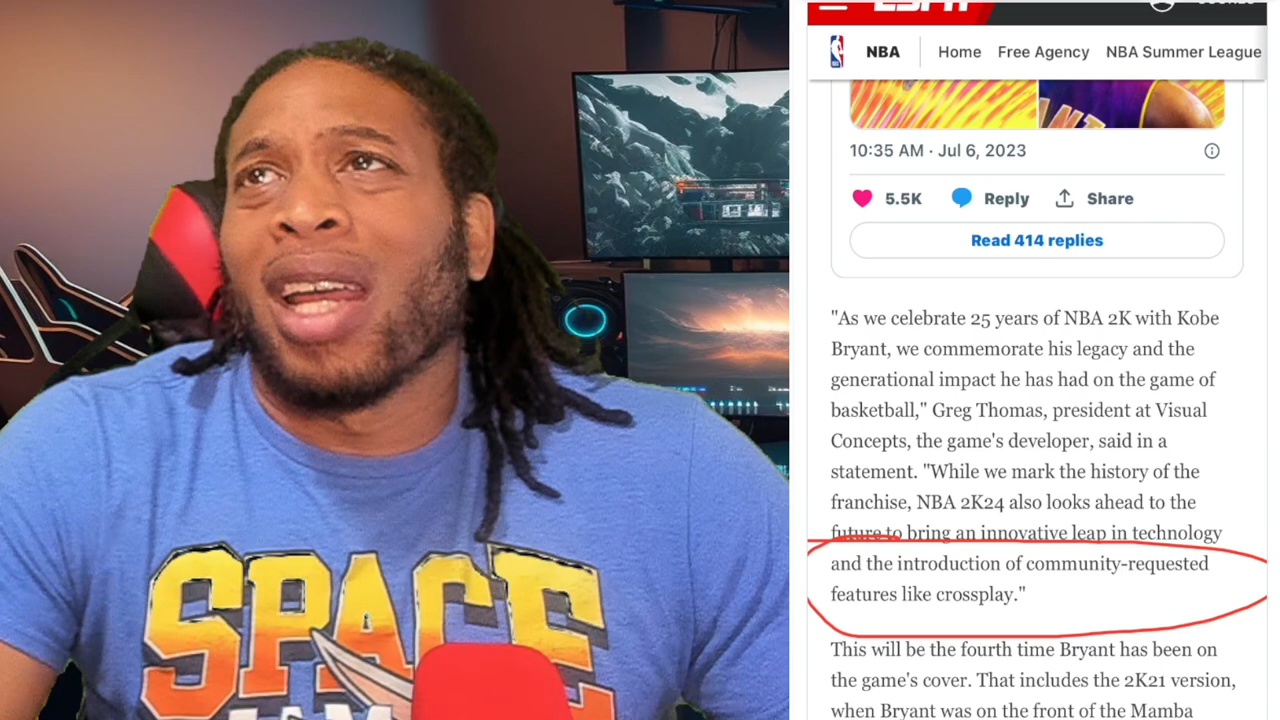 SPACE
JAM
ESPN
SCORES
NBA
Home
Free Agency
NBA Summer League
10:35 AM · Jul 6, 2023
5.5K
Reply
Share
Read 414 replies
"As we celebrate 25 years of NBA 2K with Kobe
Bryant, we commemorate his legacy and the
generational impact he has had on the game of
basketball," Greg Thomas, president at Visual
Concepts, the game's developer, said in a
statement. "While we mark the history of the
franchise, NBA 2K24 also looks ahead to the
future to bring an innovative leap in technology
and the introduction of community-requested
features like crossplay."
This will be the fourth time Bryant has been on
the game's cover. That includes the 2K21 version,
when Bryant was on the front of the Mamba